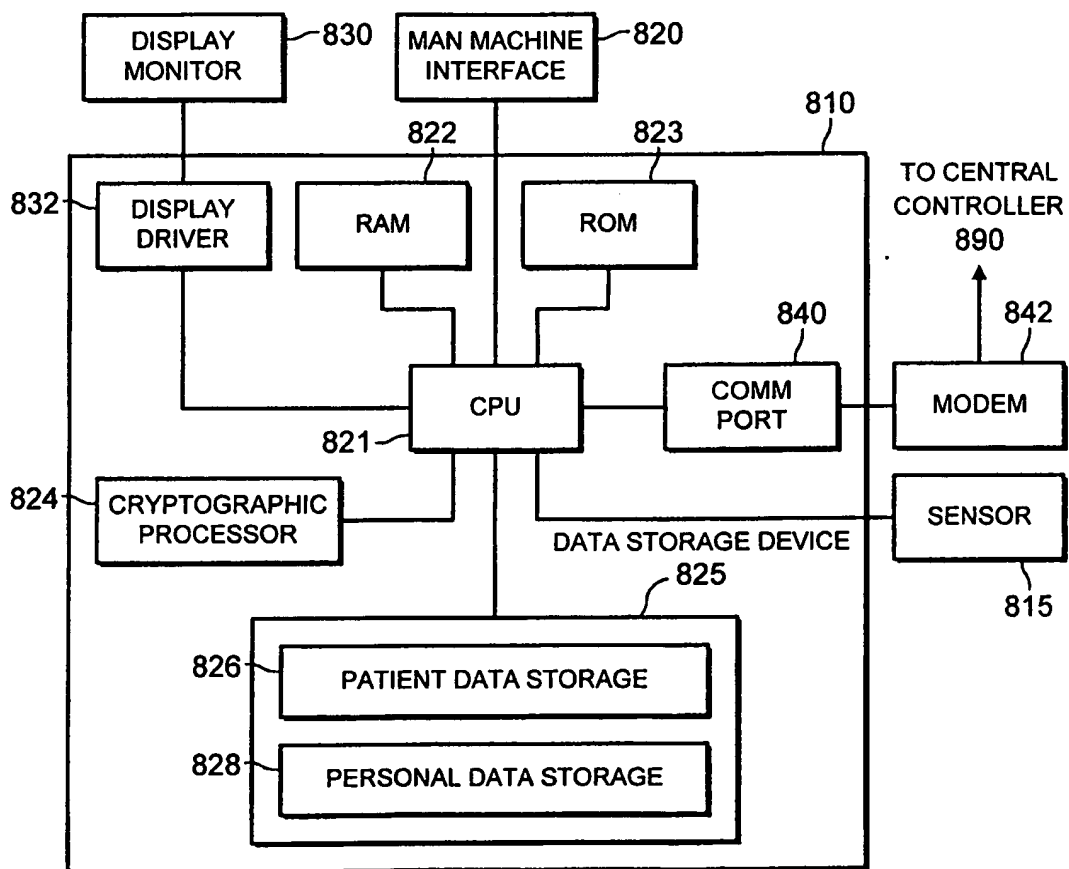 DISPLAY
MONITOR
830
MAN MACHINE
INTERFACE
820
810
822
823
832
DISPLAY
DRIVER
RAM
ROM
TO CENTRAL
CONTROLLER
890
840
842
CPU
821
COMM
PORT
MODEM
824
CRYPTOGRAPHIC
PROCESSOR
SENSOR
815
DATA STORAGE DEVICE
825
826
PATIENT DATA STORAGE
828
PERSONAL DATA STORAGE